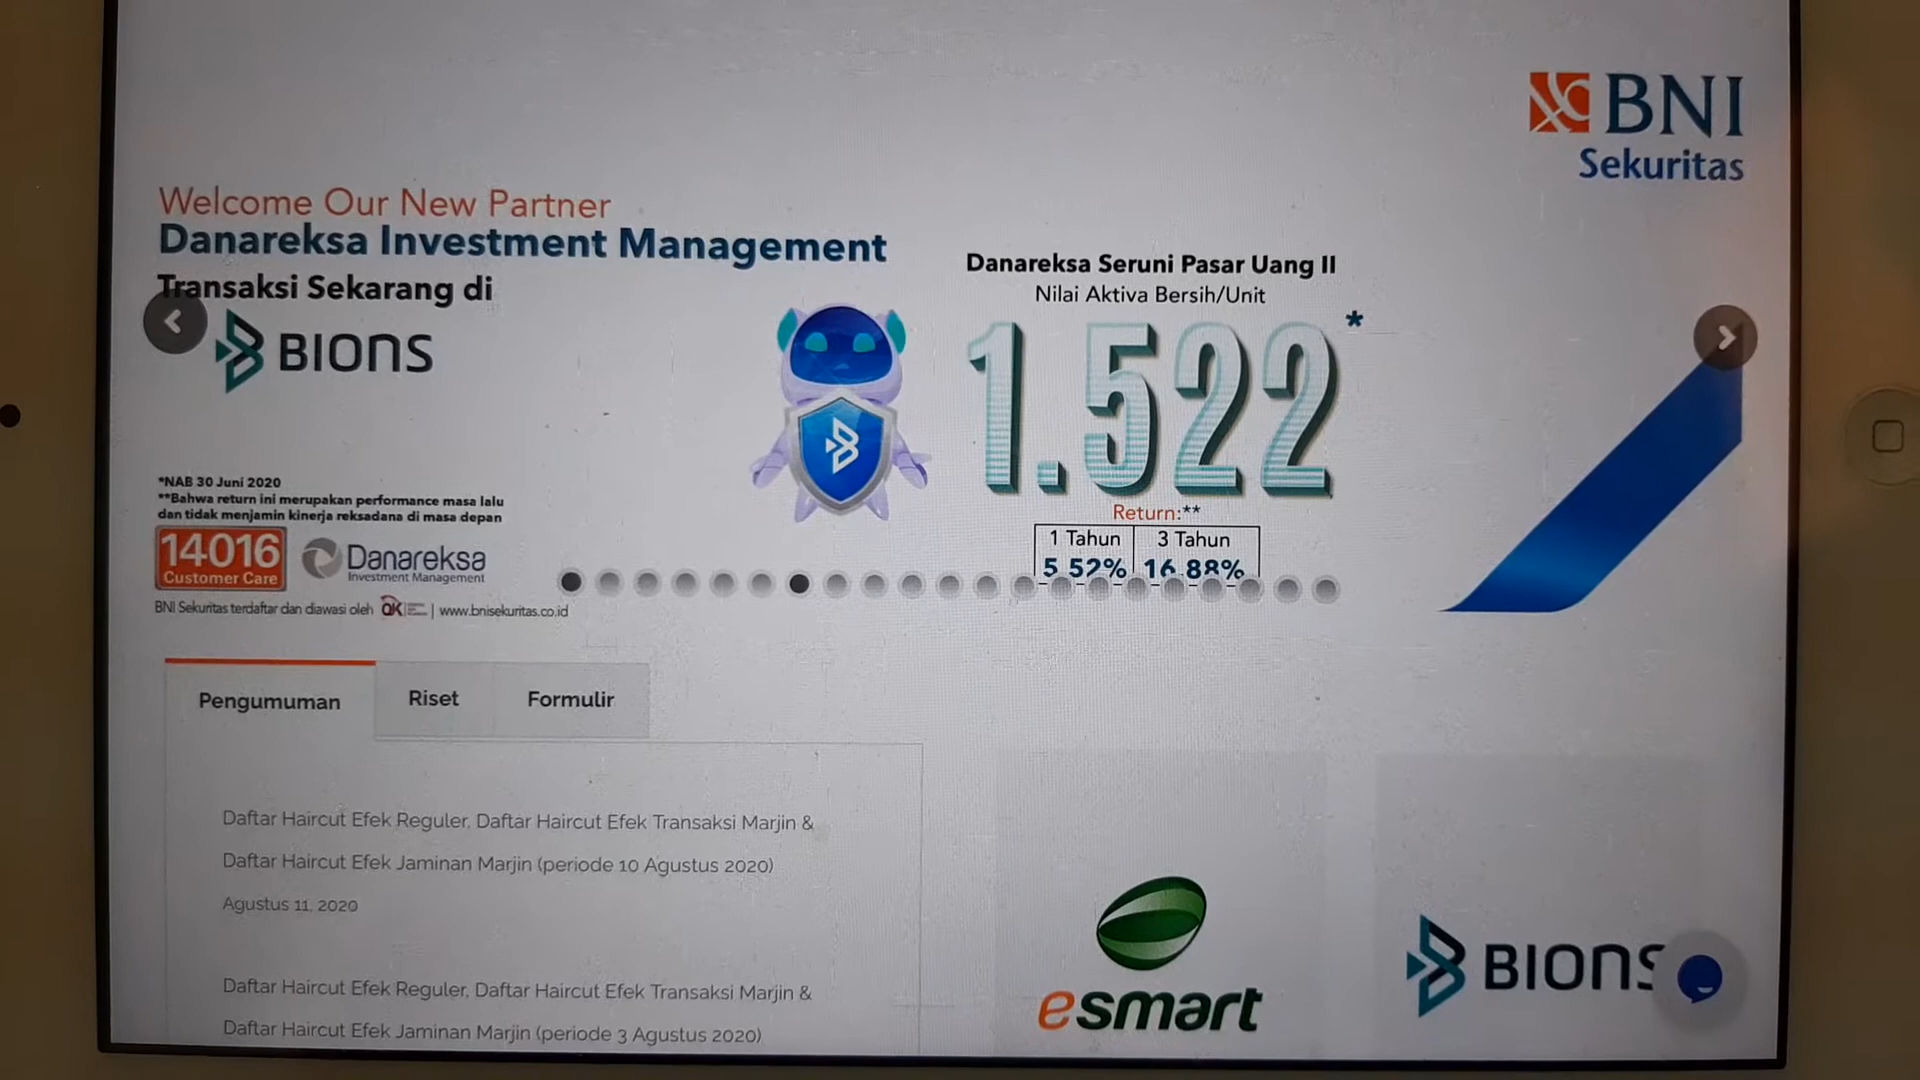 BNI
Sekuritas
Welcome Our New Partner
Danareksa Investment Management
Transaksi Sekarang di
BIONS
Danareksa Seruni Pasar Uang II
Nilai Aktiva Bersih/Unit
1.522*
Return:**
1 Tahun 3 Tahun
5.52% 16.88%
*NAB 30 Juni 2020
**Bahwa return ini merupakan performance masa lalu
dan tidak menjamin kinerja reksadana di masa depan
14016
Customer Care
Danareksa
Investment Management
BNI Sekuritas terdaftar dan diawasi oleh OJK | www.bnisekuritas.co.id
Pengumuman Riset Formulir
Daftar Haircut Efek Reguler, Daftar Haircut Efek Transaksi Marjin &
Daftar Haircut Efek Jaminan Marjin (periode 10 Agustus 2020)
Agustus 11, 2020
Daftar Haircut Efek Reguler, Daftar Haircut Efek Transaksi Marjin &
Daftar Haircut Efek Jaminan Marjin (periode 3 Agustus 2020)
esmart
BIONS